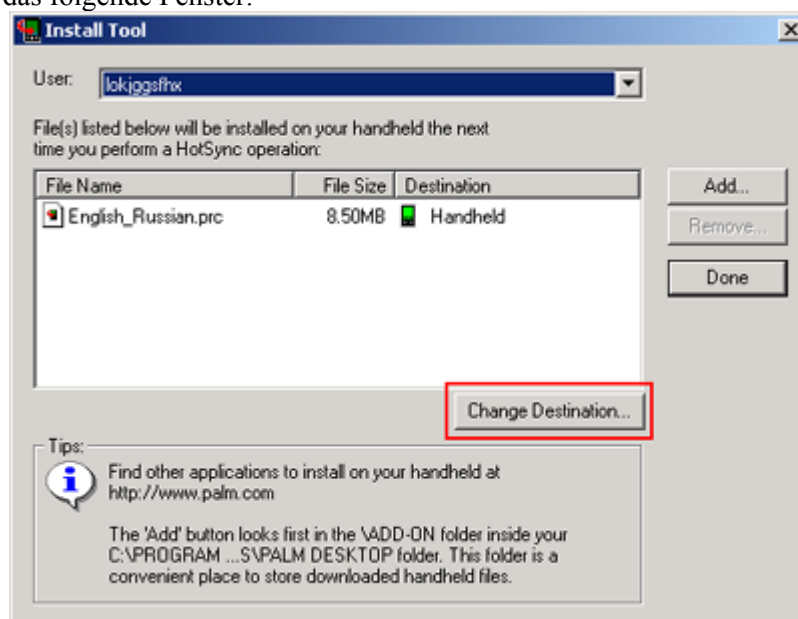 das folgende Fenster:
Install Tool
User: lokjggsfhx
File(s) listed below will be installed on your handheld the next
time you perform a HotSync operation:
File Name File Size Destination
English_Russian.prc 8.50MB Handheld
Add...
Remove...
Done
Change Destination...
Tips:
Find other applications to install on your handheld at
http://www.palm.com
The 'Add' button looks first in the \ADD-ON folder inside your
C:\PROGRAM ...S\PALM DESKTOP folder. This folder is a
convenient place to store downloaded handheld files.